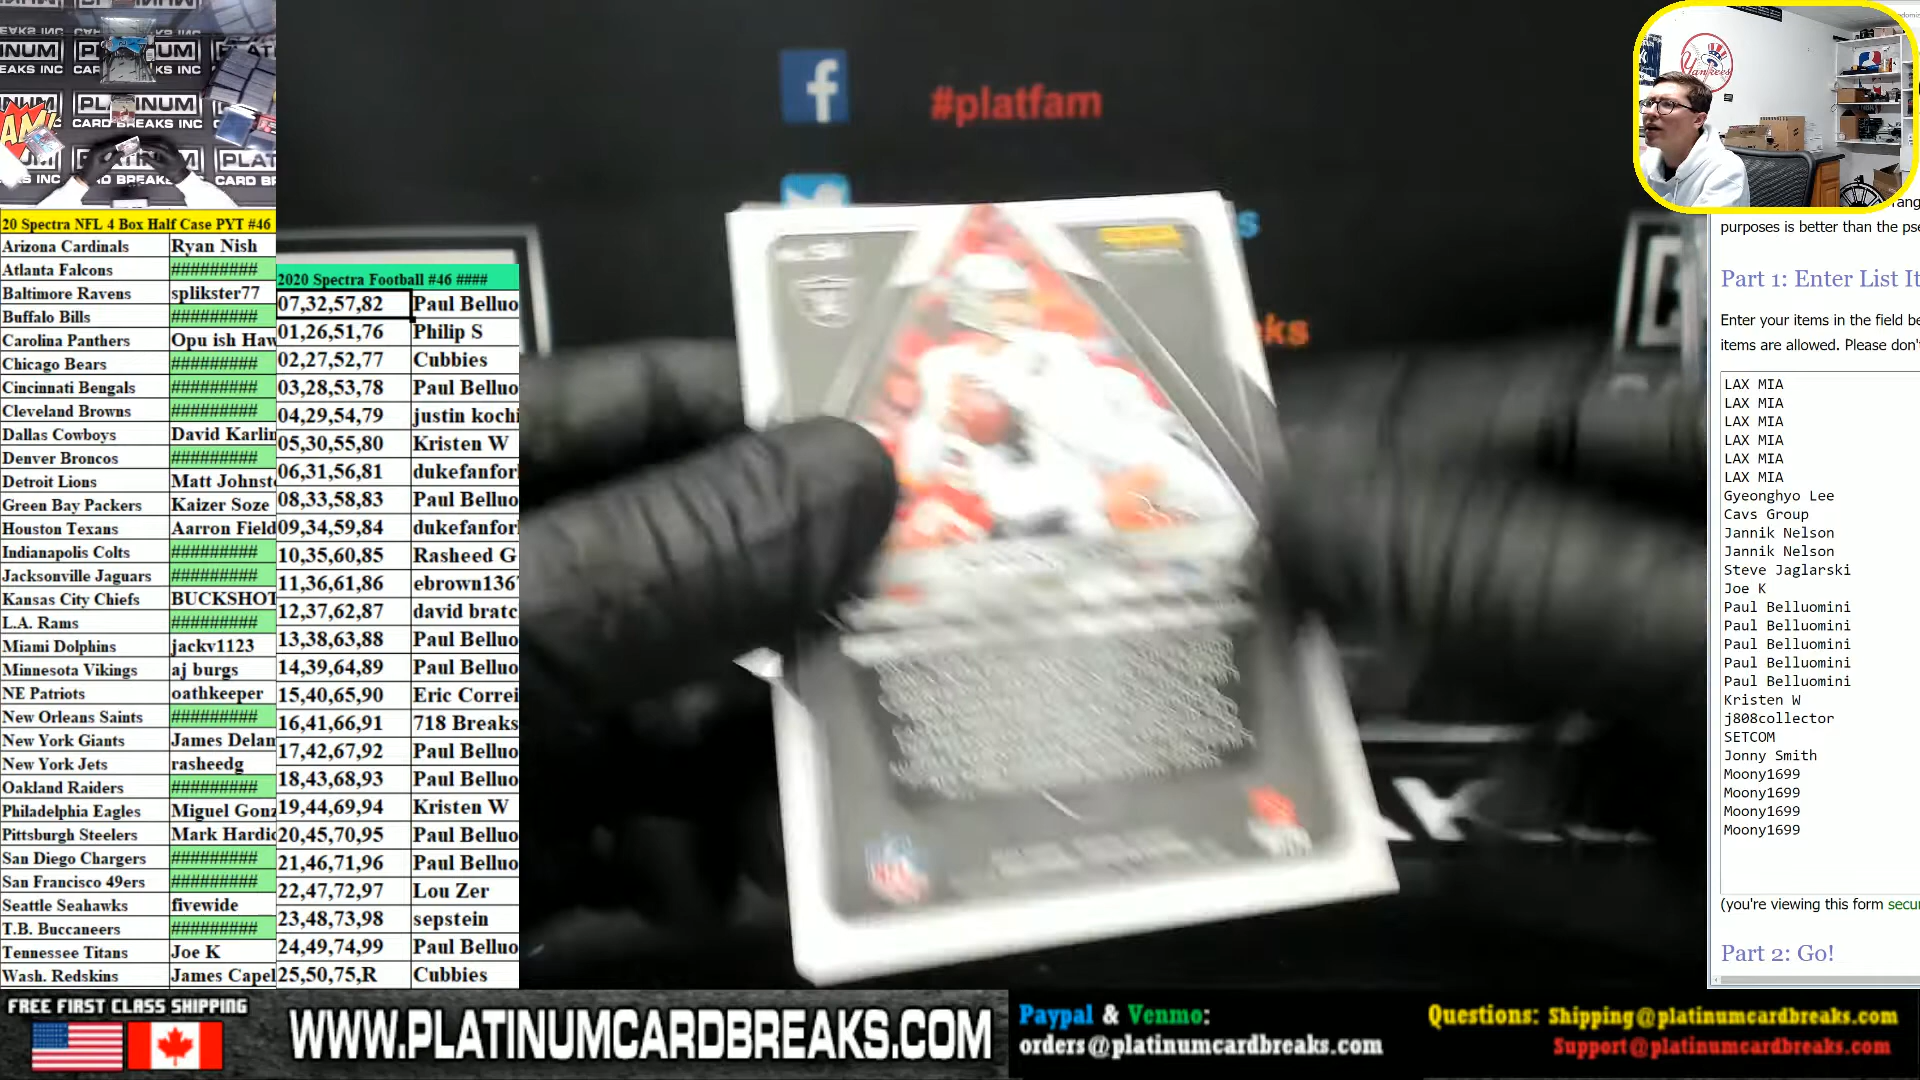 20 Spectra NFL 4 Box Half Case PYT #46
Arizona Cardinals Ryan Nish
Atlanta Falcons #########
Baltimore Ravens splikster77
Buffalo Bills #########
Carolina Panthers Opu ish Haw
Chicago Bears #########
Cincinnati Bengals #########
Cleveland Browns #########
Dallas Cowboys David Karlin
Denver Broncos #########
Detroit Lions Matt Johnst
Green Bay Packers Kaizer Soze
Houston Texans Aarron Field
Indianapolis Colts #########
Jacksonville Jaguars #########
Kansas City Chiefs BUCKSHOT
L.A. Rams #########
Miami Dolphins jackv1123
Minnesota Vikings aj burgs
NE Patriots oathkeeper
New Orleans Saints #########
New York Giants James Delan
New York Jets rasheedg
Oakland Raiders #########
Philadelphia Eagles Miguel Gonz
Pittsburgh Steelers Mark Hardic
San Diego Chargers #########
San Francisco 49ers #########
Seattle Seahawks fivewide
T.B. Buccaneers #########
Tennessee Titans Joe K
Wash. Redskins James Capel
2020 Spectra Football #46 ####
07,32,57,82 Paul Belluo
01,26,51,76 Philip S
02,27,52,77 Cubbies
03,28,53,78 Paul Belluo
04,29,54,79 justin kochi
05,30,55,80 Kristen W
06,31,56,81 dukefanfor
08,33,58,83 Paul Belluo
09,34,59,84 dukefanfor
10,35,60,85 Rasheed G
11,36,61,86 ebrown136
12,37,62,87 david bratc
13,38,63,88 Paul Belluo
14,39,64,89 Paul Belluo
15,40,65,90 Eric Correi
16,41,66,91 718 Breaks
17,42,67,92 Paul Belluo
18,43,68,93 Paul Belluo
19,44,69,94 Kristen W
20,45,70,95 Paul Belluo
21,46,71,96 Paul Belluo
22,47,72,97 Lou Zer
23,48,73,98 sepstein
24,49,74,99 Paul Belluo
25,50,75,R Cubbies
PLATINUM
CARD BREAKS INC
#platfam
NFL
Yankees
purposes is better than the pse
Part 1: Enter List It
Enter your items in the field be
items are allowed. Please don'
LAX MIA
LAX MIA
LAX MIA
LAX MIA
LAX MIA
LAX MIA
Gyeonghyo Lee
Cavs Group
Jannik Nelson
Jannik Nelson
Steve Jaglarski
Joe K
Paul Belluomini
Paul Belluomini
Paul Belluomini
Paul Belluomini
Paul Belluomini
Kristen W
j808collector
SETCOM
Jonny Smith
Moony1699
Moony1699
Moony1699
Moony1699
(you're viewing this form secur
Part 2: Go!
FREE FIRST CLASS SHIPPING
WWW.PLATINUMCARDBREAKS.COM
Paypal & Venmo:
orders@platinumcardbreaks.com
Questions: Shipping@platinumcardbreaks.com
Support@platinumcardbreaks.com